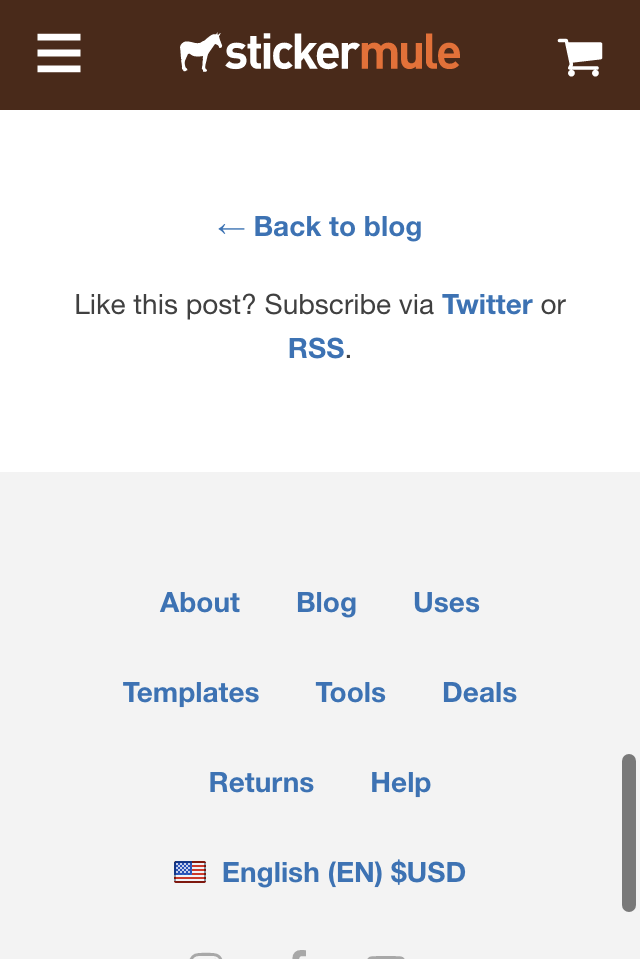 stickermule
← Back to blog
Like this post? Subscribe via Twitter or
RSS.
About Blog Uses
Templates Tools Deals
Returns Help
English (EN) $USD